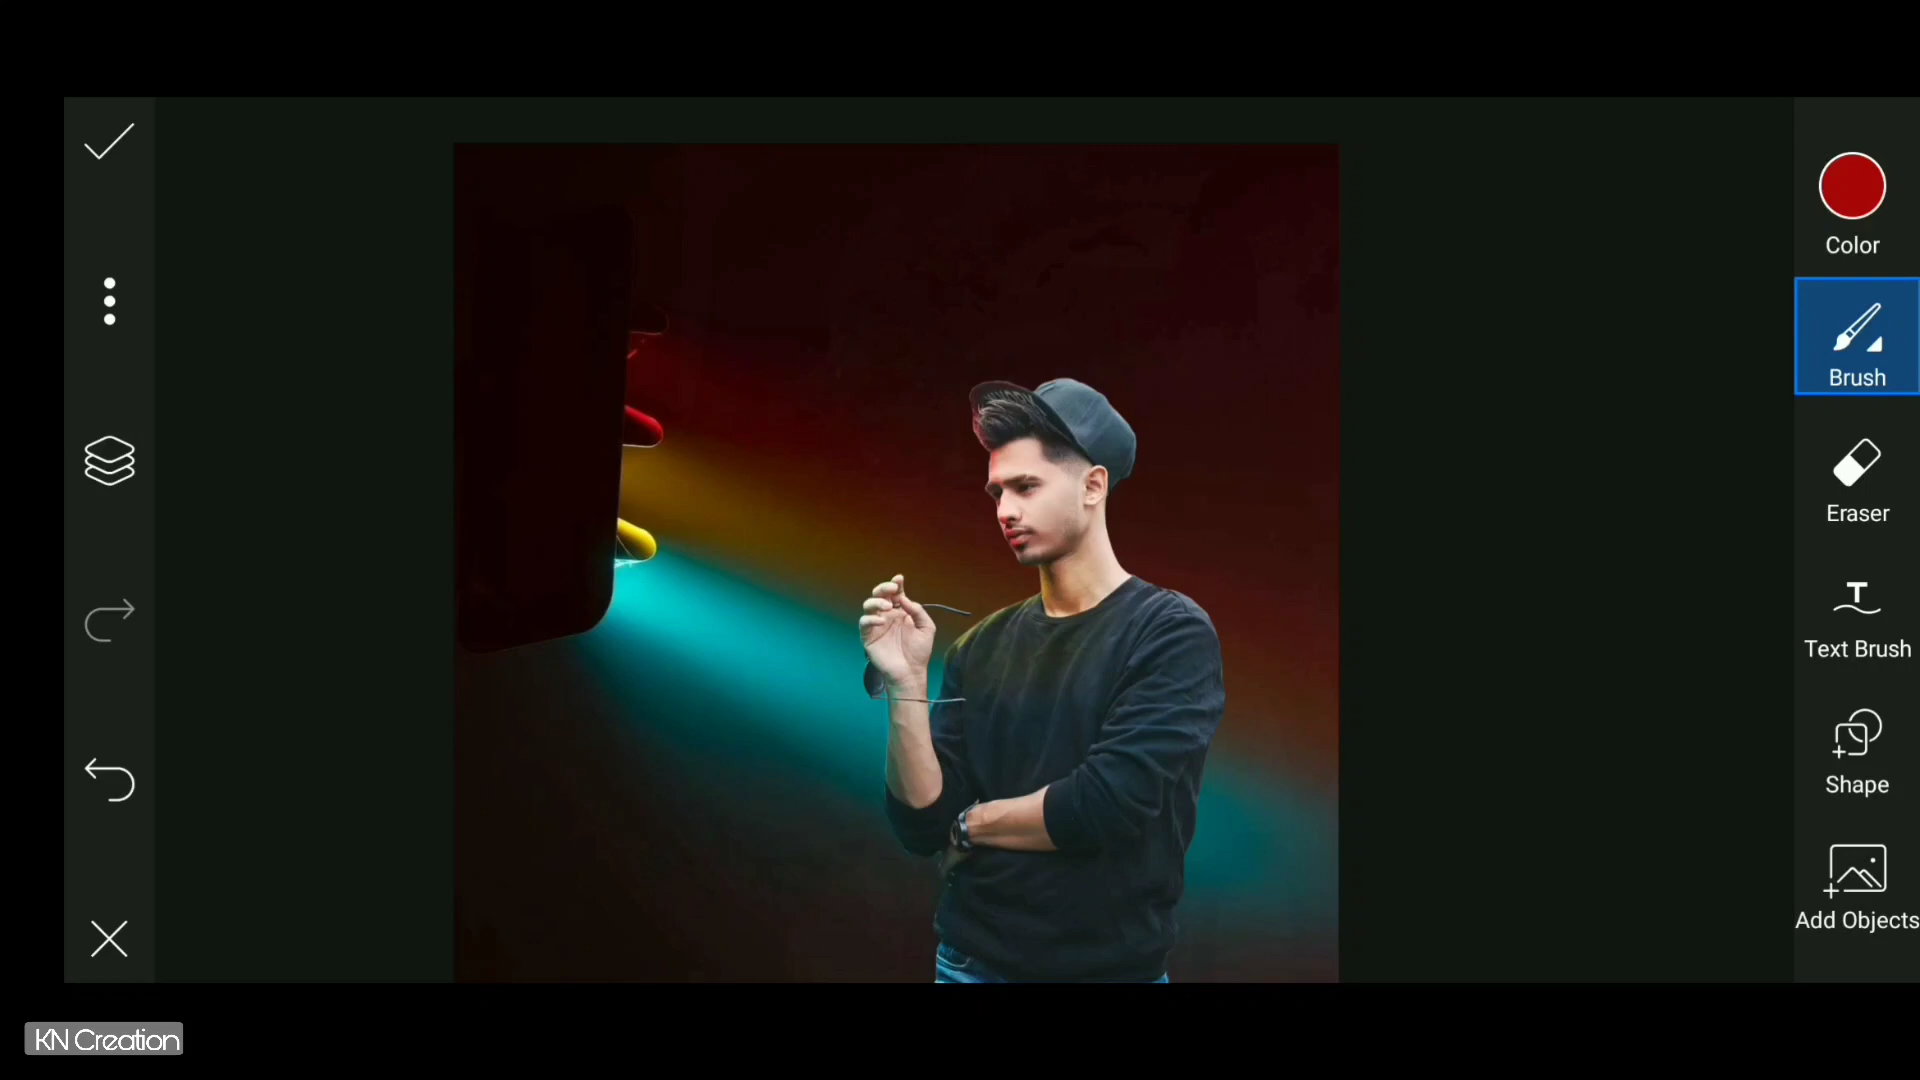 Color
Brush
Eraser
T
Text Brush
Shape
Add Objects
KN Creation